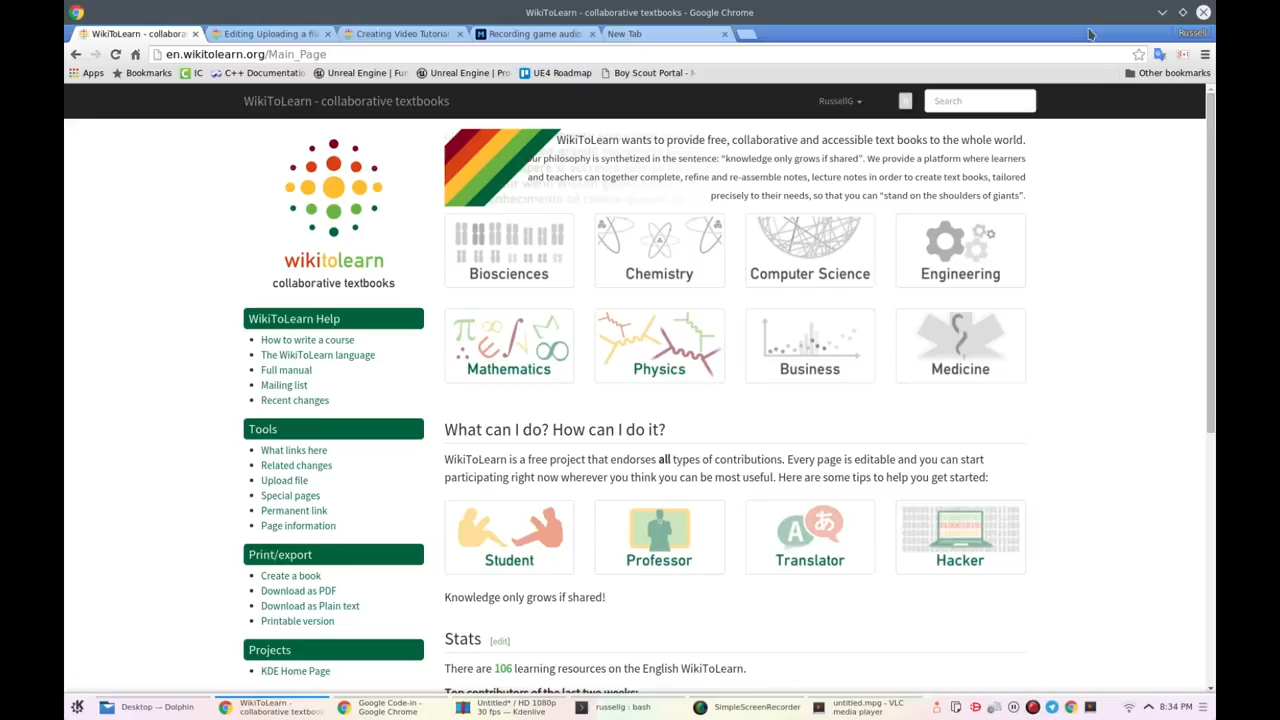 WikiToLearn - collaborative textbooks - Google Chrome
WikiToLearn - collabora
Editing Uploading a fil
Creating Video Tutoria
Recording game audio
New Tab
Russell
en.wikitolearn.org/Main_Page
Apps
Bookmarks
IC
C++ Documentatio
Unreal Engine | Fur
Unreal Engine | Pro
UE4 Roadmap
Boy Scout Portal -
Other bookmarks
WikiToLearn - collaborative textbooks
RussellG
Search
wikitolearn
collaborative textbooks
WikiToLearn wants to provide free, collaborative and accessible text books to the whole world.
our philosophy is synthetized in the sentence: “knowledge only grows if shared”. We provide a platform where learners
and teachers can together complete, refine and re-assemble notes, lecture notes in order to create text books, tailored
precisely to their needs, so that you can “stand on the shoulders of giants”.
Biosciences
Chemistry
Computer Science
Engineering
Mathematics
Physics
Business
Medicine
WikiToLearn Help
How to write a course
The WikiToLearn language
Full manual
Mailing list
Recent changes
Tools
What links here
Related changes
Upload file
Special pages
Permanent link
Page information
Print/export
Create a book
Download as PDF
Download as Plain text
Printable version
Projects
KDE Home Page
What can I do? How can I do it?
WikiToLearn is a free project that endorses all types of contributions. Every page is editable and you can start
participating right now wherever you think you can be most useful. Here are some tips to help you get started:
Student
Professor
Translator
Hacker
Knowledge only grows if shared!
Stats [edit]
There are 106 learning resources on the English WikiToLearn.
Top contributors of the last two weeks:
Desktop — Dolphin
WikiToLearn -
collaborative textbook
Google Code-in -
Google Chrome
Untitled* / HD 1080p
30 fps — Kdenlive
russellg : bash
SimpleScreenRecorder
untitled.mpg — VLC
media player
8:34 PM